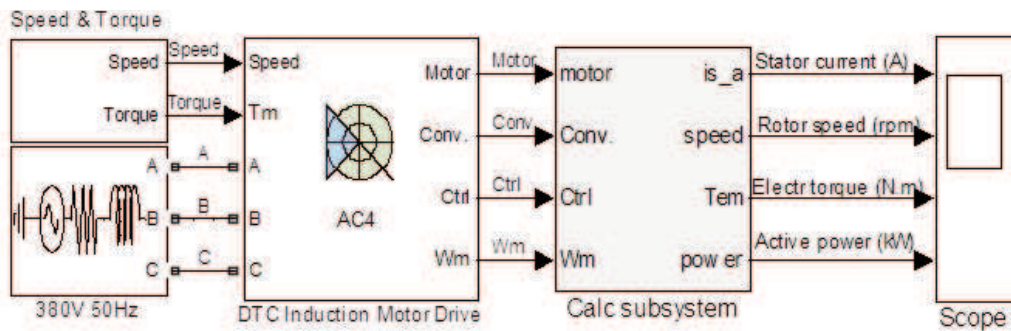 Speed & Torque
Speed
Torque
Speed
Torque
Speed
Tm
A
B
C
A
B
C
A
B
C
380V 50Hz
Motor
Conv.
Ctrl
Wm
AC4
DTC Induction Motor Drive
Motor
Conv.
Ctrl
Wm
motor
Conv.
Ctrl
Wm
is_a
speed
Tem
power
Calc subsystem
Stator current (A)
Rotor speed (rpm)
Electr torque (N.m)
Active power (kW)
Scope